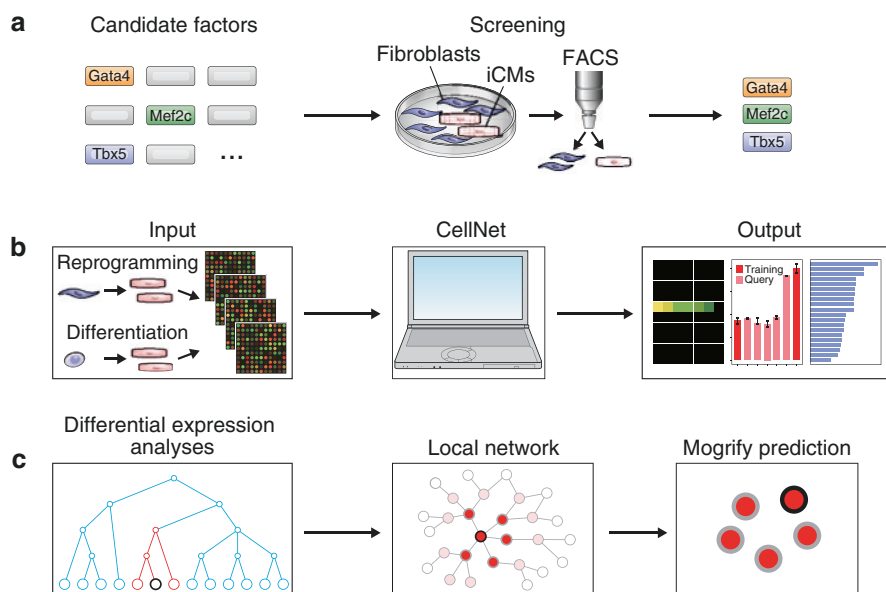 a
Candidate factors
Screening
Gata4
Mef2c
Tbx5
...
Fibroblasts
iCMs
FACS
Gata4
Mef2c
Tbx5
b
Input
CellNet
Output
Reprogramming
Differentiation
Training
Query
c
Differential expression
analyses
Local network
Mogrify prediction